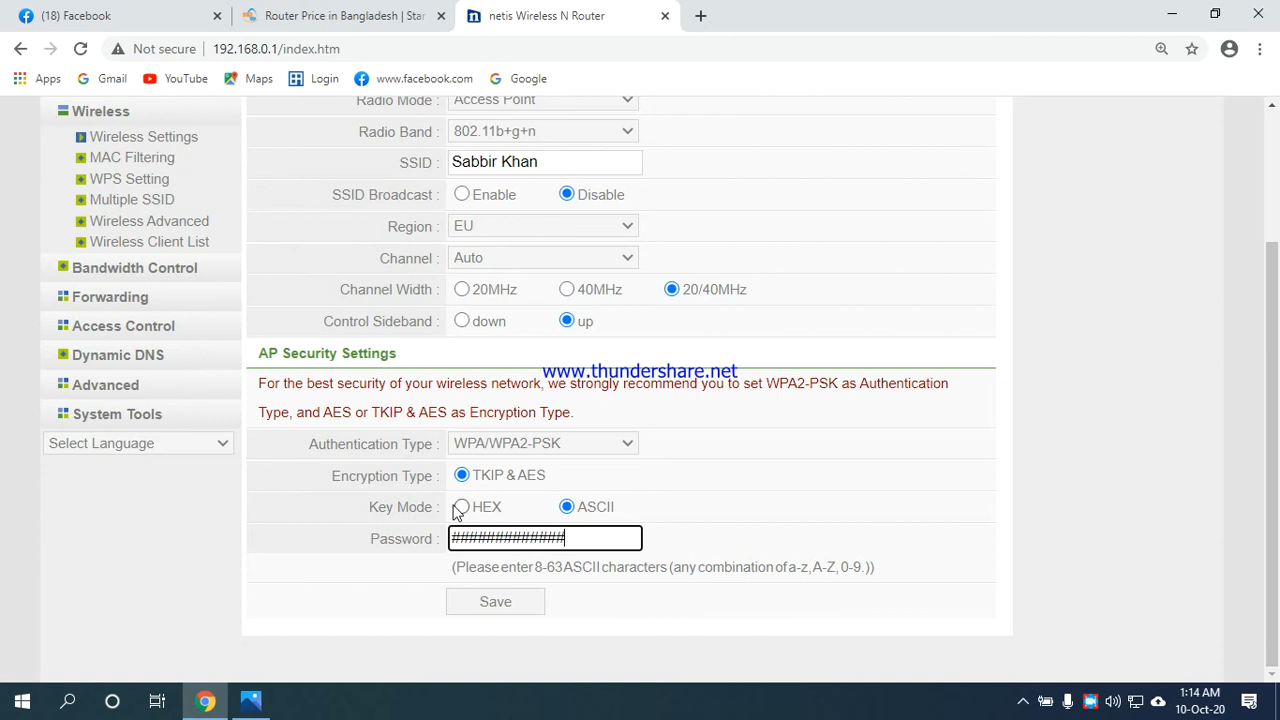 (18) Facebook
Router Price in Bangladesh | Star
netis Wireless N Router
Not secure
192.168.0.1/index.htm
Apps
Gmail
YouTube
Maps
Login
www.facebook.com
Google
Wireless
Wireless Settings
MAC Filtering
WPS Setting
Multiple SSID
Wireless Advanced
Wireless Client List
Bandwidth Control
Forwarding
Access Control
Dynamic DNS
Advanced
System Tools
Select Language
Radio Mode : Access Point
Radio Band : 802.11b+g+n
SSID : Sabbir Khan
SSID Broadcast : Enable Disable
Region : EU
Channel : Auto
Channel Width : 20MHz 40MHz 20/40MHz
Control Sideband : down up
AP Security Settings
www.thundershare.net
For the best security of your wireless network, we strongly recommend you to set WPA2-PSK as Authentication
Type, and AES or TKIP & AES as Encryption Type.
Authentication Type : WPA/WPA2-PSK
Encryption Type : TKIP & AES
Key Mode : HEX ASCII
Password : ##############
(Please enter 8-63 ASCII characters (any combination of a-z, A-Z, 0-9.))
Save
1:14 AM
10-Oct-20